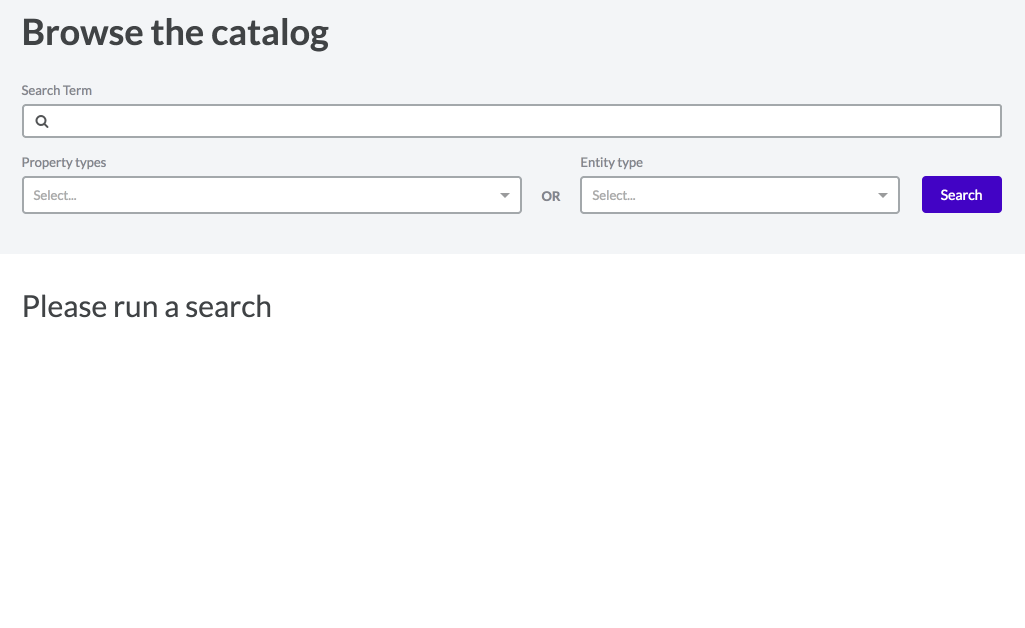 Browse the catalog
Search Term
Property types
Entity type
Select...
OR
Select...
Search
Please run a search